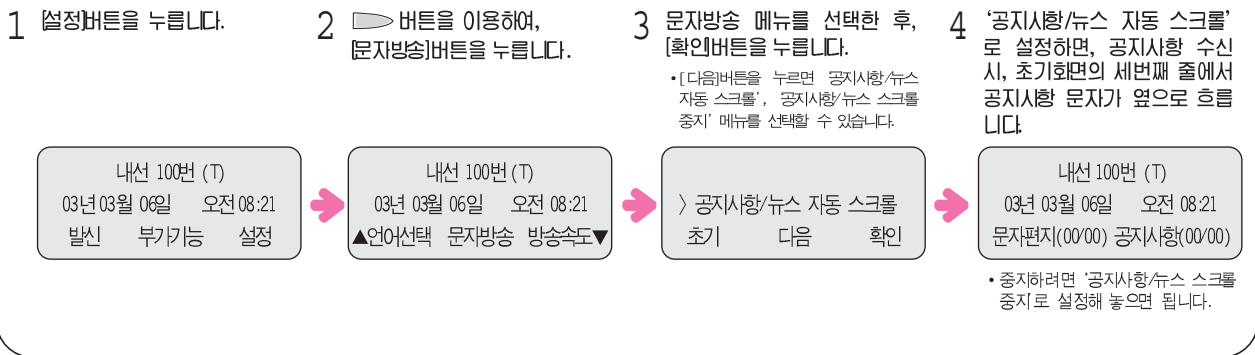 1 [설정]버튼을 누릅니다.
2 버튼을 이용하여,
[문자방송]버튼을 누릅니다.
3 문자방송 메뉴를 선택한 후,
[확인]버튼을 누릅니다.
•[다음]버튼을 누르면 '공지사항/뉴스
자동 스크롤', '공지사항/뉴스 스크롤
중지' 메뉴를 선택할 수 있습니다.
4 '공지사항/뉴스 자동 스크롤'
로 설정하면, 공지사항 수신
시, 초기화면의 세번째 줄에서
공지사항 문자가 옆으로 흐릅
니다.
내선 100번 (T)
03년 03월 06일 오전 08:21
발신 부가기능 설정
내선 100번 (T)
03년 03월 06일 오전 08:21
▲언어선택 문자방송 방송속도▼
〉공지사항/뉴스 자동 스크롤
초기 다음 확인
내선 100번 (T)
03년 03월 06일 오전 08:21
문자편지(00/00) 공지사항(00/00)
•중지하려면 '공지사항/뉴스 스크롤
중지'로 설정해 놓으면 됩니다.